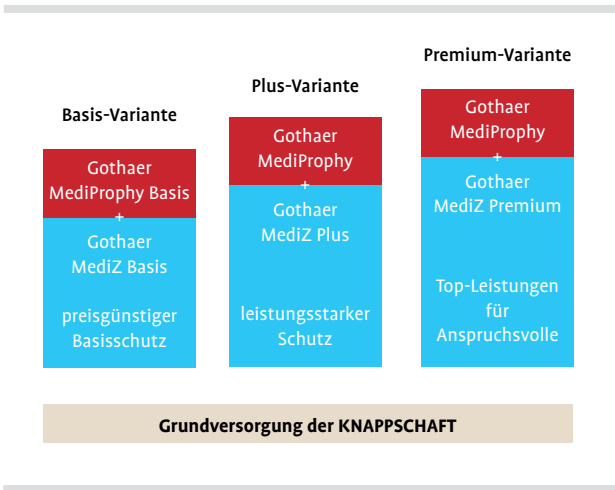 Basis-Variante
Gothaer
MediProphy Basis
+
Gothaer
MediZ Basis
preisgünstiger
Basisschutz
Plus-Variante
Gothaer
MediProphy
+
Gothaer
MediZ Plus
leistungsstarker
Schutz
Premium-Variante
Gothaer
MediProphy
+
Gothaer
MediZ Premium
Top-Leistungen
für
Anspruchsvolle
Grundversorgung der KNAPPSCHAFT